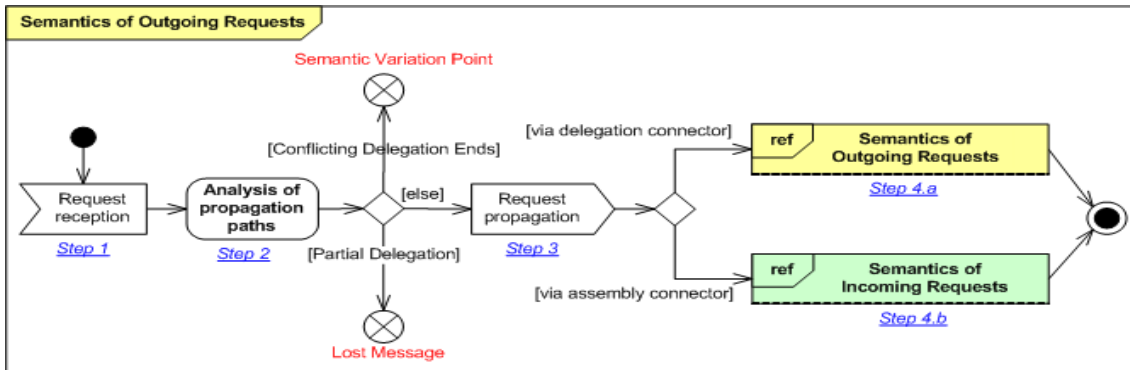 Semantics of Outgoing Requests
Semantic Variation Point
[via delegation connector]
ref
Semantics of
Outgoing Requests
Step 4.a
[Conflicting Delegation Ends]
Request
reception
Step 1
Analysis of
propagation
paths
Step 2
[else]
Request
propagation
Step 3
[Partial Delegation]
[via assembly connector]
ref
Semantics of
Incoming Requests
Step 4.b
Lost Message